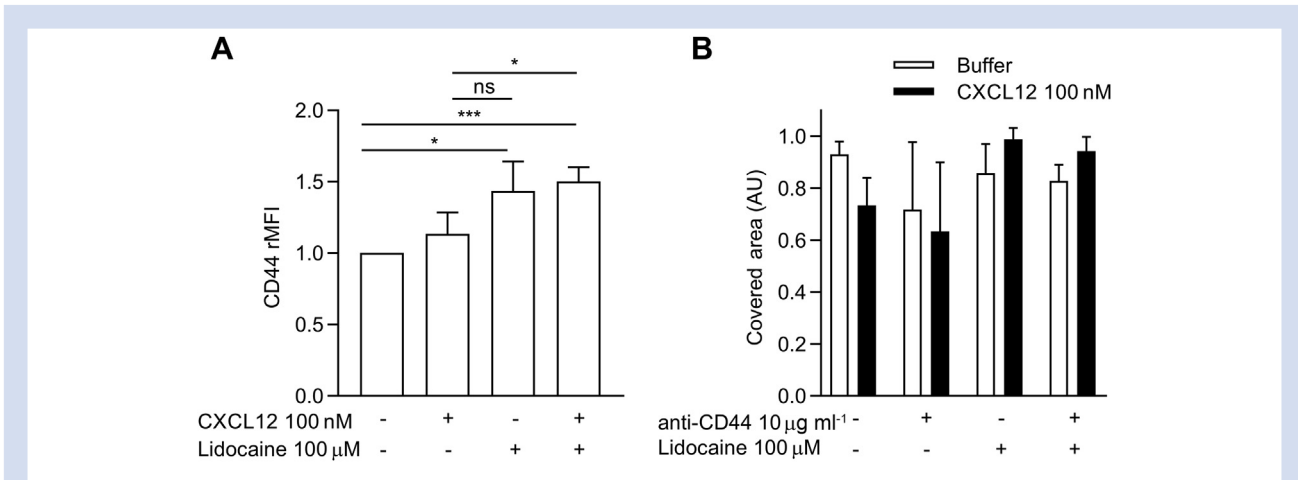 A
*
ns
***
*
2.0
1.5
1.0
0.5
0.0
CD44 rMFI
CXCL12 100 nM - + - +
Lidocaine 100 μM - - + +
B
Buffer
CXCL12 100 nM
1.0
0.8
0.6
0.4
0.2
0.0
Covered area (AU)
anti-CD44 10 μg ml-1 - + - +
Lidocaine 100 μM - - + +